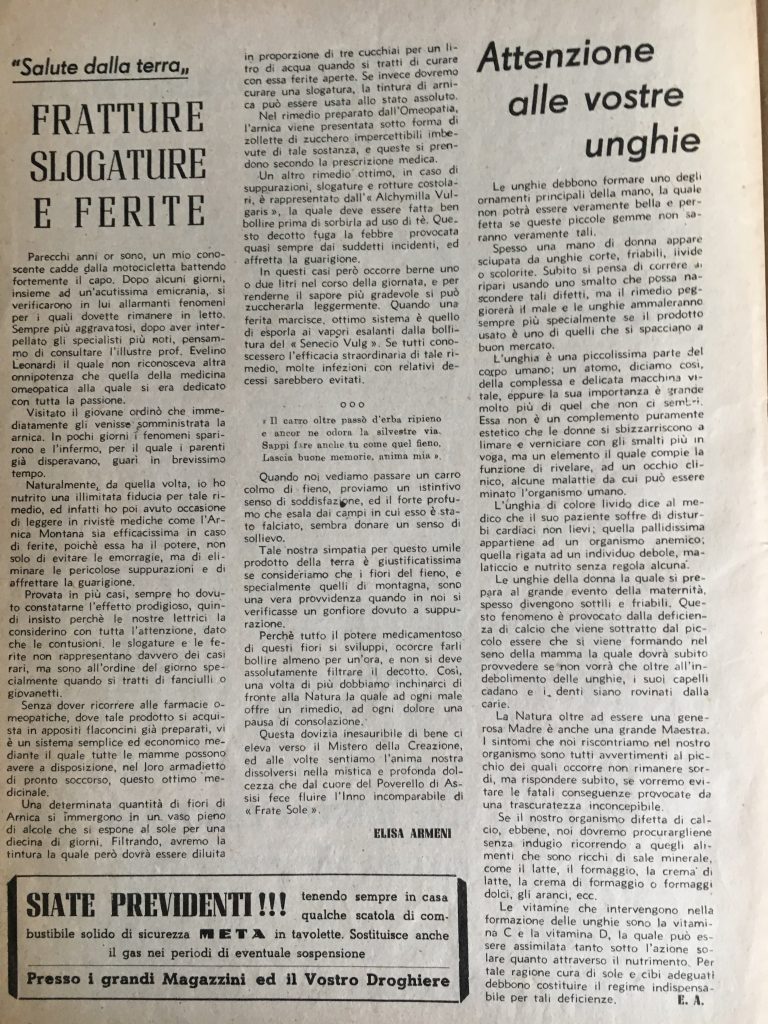 “Salute dalla terra„
FRATTURE
SLOGATURE
E FERITE
Parecchi anni or sono, un mio cono-
scente cadde dalla motocicletta battendo
fortemente il capo. Dopo alcuni giorni,
insieme ad un'acutissima emicrania, si
verificarono in lui allarmanti fenomeni
per i quali dovette rimanere in letto.
Sempre più aggravatosi, dopo aver inter-
pellato gli specialisti più noti, pensam-
mo di consultare l'illustre prof. Evelino
Leonardi il quale non riconosceva altra
onnipotenza che quella della medicina
omeopatica alla quale si era dedicato
con tutta la passione.
Visitato il giovane ordinò che imme-
diatamente gli venisse somministrata la
arnica. In pochi giorni i fenomeni spari-
rono e l'infermo, per il quale i parenti
già disperavano, guarì in brevissimo
tempo.
Naturalmente, da quella volta, io ho
nutrito una illimitata fiducia per tale ri-
medio, ed infatti ho poi avuto occasione
di leggere in riviste mediche come l'Ar-
nica Montana sia efficacissima in caso
di ferite, poichè essa ha il potere, non
solo di evitare le emorragie, ma di eli-
minare le pericolose suppurazioni e di
affrettare la guarigione.
Provata in più casi, sempre ho dovu-
to constatarne l'effetto prodigioso, quin-
di insisto perchè le nostre lettrici la
considerino con tutta l'attenzione, dato
che le contusioni, le slogature e le fe-
rite non rappresentano davvero dei casi
rari, ma sono all'ordine del giorno spe-
cialmente quando si tratti di fanciulli o
giovanetti.
Senza dover ricorrere alle farmacie o-
meopatiche, dove tale prodotto si acqui-
sta in appositi flaconcini già preparati, vi
è un sistema semplice ed economico me-
diante il quale tutte le mamme possono
avere a disposizione, nel loro armadietto
di pronto soccorso, questo ottimo me-
dicinale.
Una determinata quantità di fiori di
Arnica si immergono in un vaso pieno
di alcole che si espone al sole per una
diecina di giorni. Filtrando, avremo la
tintura la quale però dovrà essere diluita
in proporzione di tre cucchiai per un li-
tro di acqua quando si tratti di curare
con essa ferite aperte. Se invece dovremo
curare una slogatura, la tintura di arni-
ca può essere usata allo stato assoluto.
Nel rimedio preparato dall'Omeopatia,
l'arnica viene presentata sotto forma di
zollette di zucchero impercettibili imbe-
vute di tale sostanza, e queste si pren-
dono secondo la prescrizione medica.
Un altro rimedio ottimo, in caso di
suppurazioni, slogature e rotture costola-
ri, è rappresentato dall'« Alchymilla Vul-
garis », la quale deve essere fatta ben
bollire prima di sorbirla ad uso di tè. Que-
sto decotto fuga la febbre provocata
quasi sempre dai suddetti incidenti, ed
affretta la guarigione.
In questi casi però occorre berne uno
o due litri nel corso della giornata, e per
renderne il sapore più gradevole si può
zuccherarla leggermente. Quando una
ferita marcisce, ottimo sistema è quello
di esporla ai vapori esalanti dalla bolli-
tura del « Senecio Vulg ». Se tutti cono-
scessero l'efficacia straordinaria di tale ri-
medio, molte infezioni con relativi de-
cessi sarebbero evitati.
o o o
« Il carro oltre passò d'erba ripieno
e ancor ne odora la silvestre via.
Sappi fare anche tu come quel fieno,
Lascia buone memorie, anima mia ».
Quando noi vediamo passare un carro
colmo di fieno, proviamo un istintivo
senso di soddisfazione, ed il forte profu-
mo che esala dai campi in cui esso è sta-
to falciato, sembra donare un senso di
sollievo.
Tale nostra simpatia per questo umile
prodotto della terra è giustificatissima
se consideriamo che i fiori del fieno, e
specialmente quelli di montagna, sono
una vera provvidenza quando in noi si
verificasse un gonfiore dovuto a suppu-
razione.
Perchè tutto il potere medicamentoso
di questi fiori si sviluppi, ocorcre farli
bollire almeno per un'ora, e non si deve
assolutamente filtrare il decotto. Così,
una volta di più dobbiamo inchinarci di
fronte alla Natura la quale ad ogni male
offre un rimedio, ad ogni dolore una
pausa di consolazione.
Questa dovizia inesauribile di bene ci
eleva verso il Mistero della Creazione,
ed alle volte sentiamo l'anima nostra
dissolversi nella mistica e profonda dol-
cezza che dal cuore del Poverello di As-
sisi fece fluire l'Inno incomparabile di
« Frate Sole ».
ELISA ARMENI
SIATE PREVIDENTI!!! tenendo sempre in casa
qualche scatola di com-
bustibile solido di sicurezza META in tavolette. Sostituisce anche
il gas nei periodi di eventuale sospensione
Presso i grandi Magazzini ed il Vostro Droghiere
Attenzione
alle vostre
unghie
Le unghie debbono formare uno degli
ornamenti principali della mano, la quale
non potrà essere veramente bella e per-
fetta se queste piccole gemme non sa-
ranno veramente tali.
Spesso una mano di donna appare
sciupata da unghie corte, friabili, livide
o scolorite. Subito si pensa di correre ai
ripari usando uno smalto che possa na-
scondere tali difetti, ma il rimedio peg-
giorerà il male e le unghie ammaleranno
sempre più specialmente se il prodotto
usato è uno di quelli che si spacciano a
buon mercato.
L'unghia è una piccolissima parte del
corpo umano; un atomo, diciamo così,
della complessa e delicata macchina vi-
tale, eppure la sua importanza è grande
molto più di quel che non ci sembri.
Essa non è un complemento puramente
estetico che le donne si sbizzarriscono a
limare e verniciare con gli smalti più in
voga, ma un elemento il quale compie la
funzione di rivelare, ad un occhio cli-
nico, alcune malattie da cui può essere
minato l'organismo umano.
L'unghia di colore livido dice al me-
dico che il suo paziente soffre di distur-
bi cardiaci non lievi; quella pallidissima
appartiene ad un organismo anemico;
quella rigata ad un individuo debole, ma-
laticcio e nutrito senza regola alcuna.
Le unghie della donna la quale si pre-
para al grande evento della maternità,
spesso divengono sottili e friabili. Que-
sto fenomeno è provocato dalla deficien-
za di calcio che viene sottratto dal pic-
colo essere che si viene formando nel
seno della mamma la quale dovrà subito
provvedere se non vorrà che oltre all'in-
debolimento delle unghie, i suoi capelli
cadano e i denti siano rovinati dalla
carie.
La Natura oltre ad essere una gene-
rosa Madre è anche una grande Maestra.
I sintomi che noi riscontriamo nel nostro
organismo sono tutti avvertimenti al pic-
chio dei quali occorre non rimanere sor-
di, ma rispondere subito, se vorremo evita-
re le fatali conseguenze provocate da
una trascuratezza inconcepibile.
Se il nostro organismo difetta di cal-
cio, ebbene, noi dovremo procurargliene
senza indugio ricorrendo a quegli ali-
menti che sono ricchi di sale minerale,
come il latte, il formaggio, la crema di
latte, la crema di formaggio o formaggi
dolci, gli aranci, ecc.
Le vitamine che intervengono nella
formazione delle unghie sono la vitami-
na C e la vitamina D, la quale può es-
sere assimilata tanto sotto l'azione so-
lare quanto attraverso il nutrimento. Per
tale ragione cura di sole e cibi adeguati
debbono costituire il regime indispensa-
bile per tali deficienze. E. A.